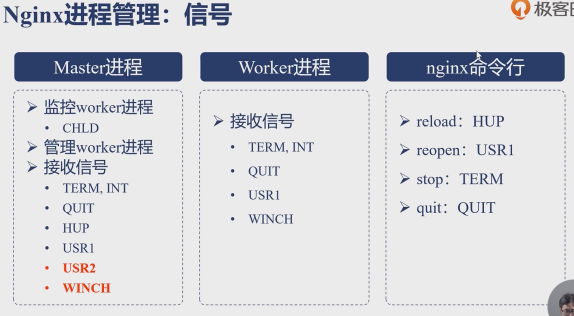 Nginx进程管理：信号
极客
Master进程
监控worker进程
CHLD
管理worker进程
接收信号
TERM, INT
QUIT
HUP
USR1
USR2
WINCH
Worker进程
接收信号
TERM, INT
QUIT
USR1
WINCH
nginx命令行
reload：HUP
reopen：USR1
stop：TERM
quit：QUIT